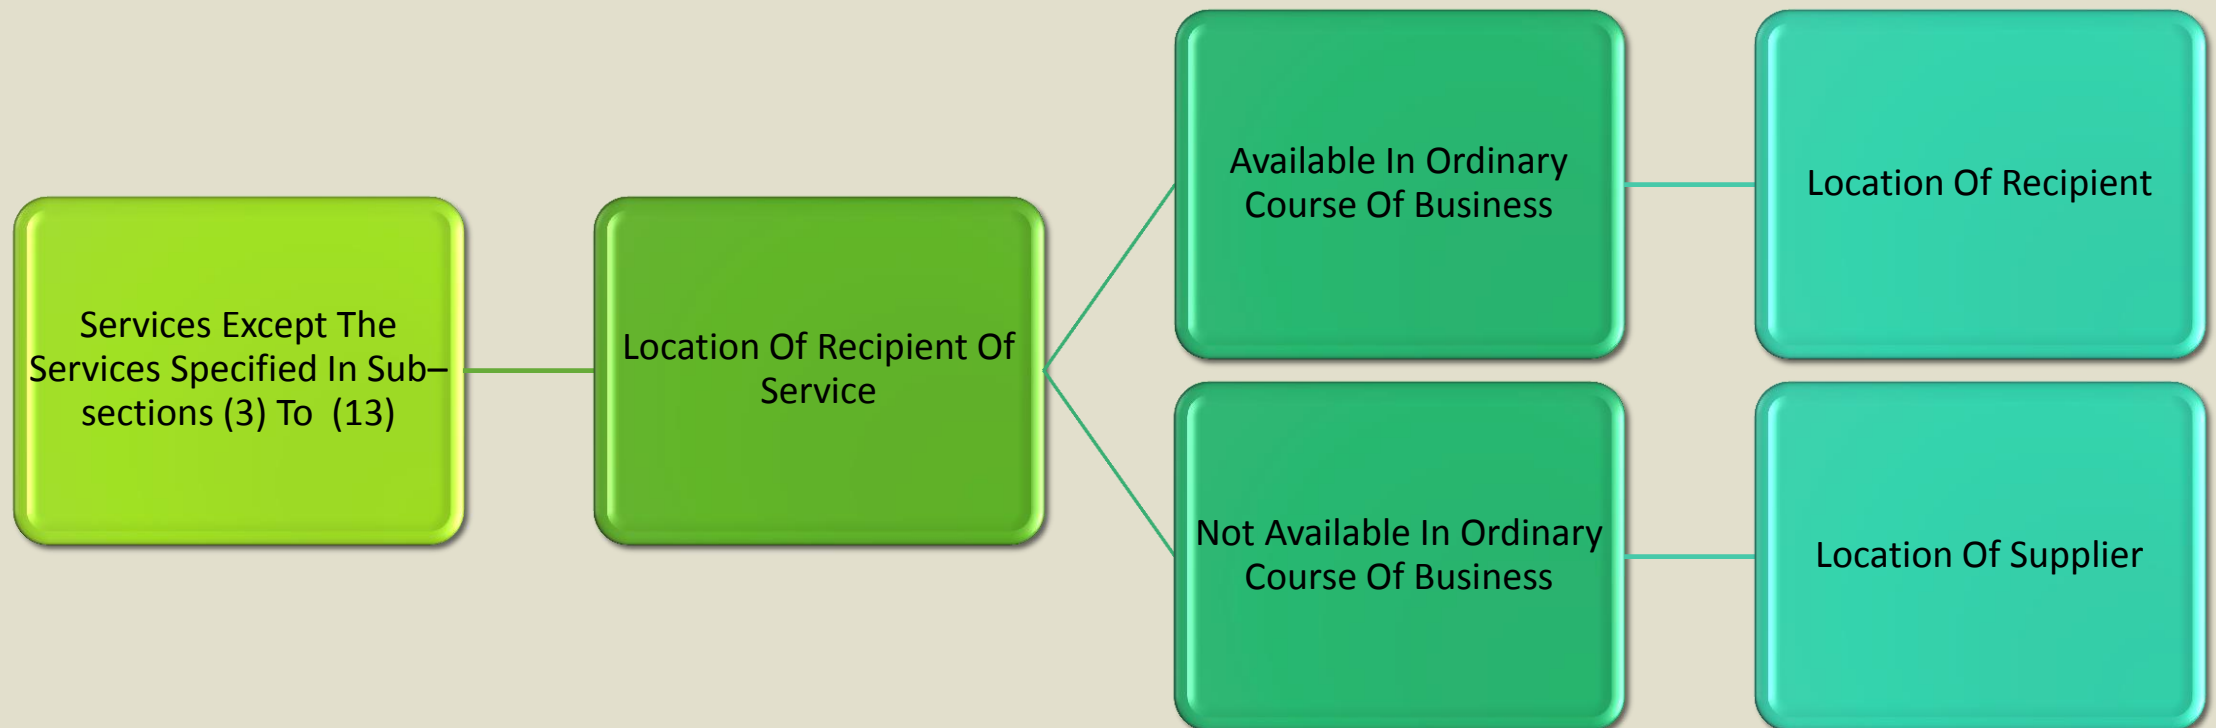 Services Except The
Services Specified In Sub–
sections (3) To  (13)
Location Of Recipient Of
Service
Available In Ordinary
Course Of Business
Location Of Recipient
Not Available In Ordinary
Course Of Business
Location Of Supplier